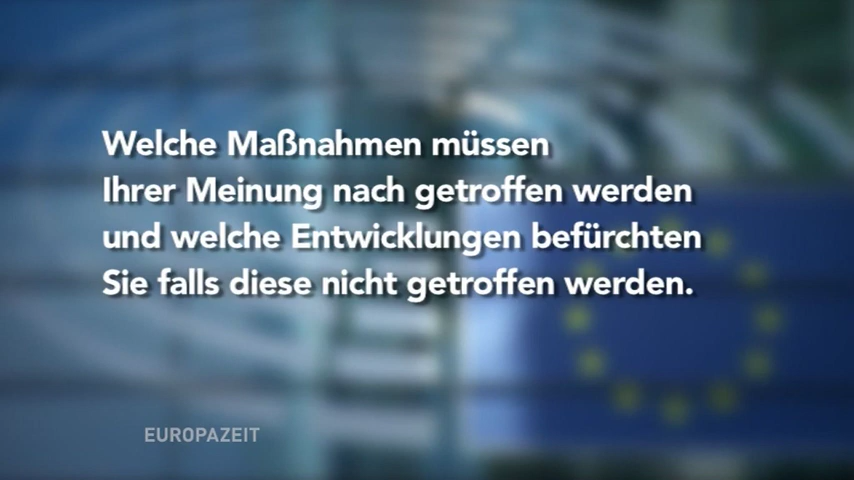 Welche Maßnahmen müssen
Ihrer Meinung nach getroffen werden
und welche Entwicklungen befürchten
Sie falls diese nicht getroffen werden.
EUROPAZEIT